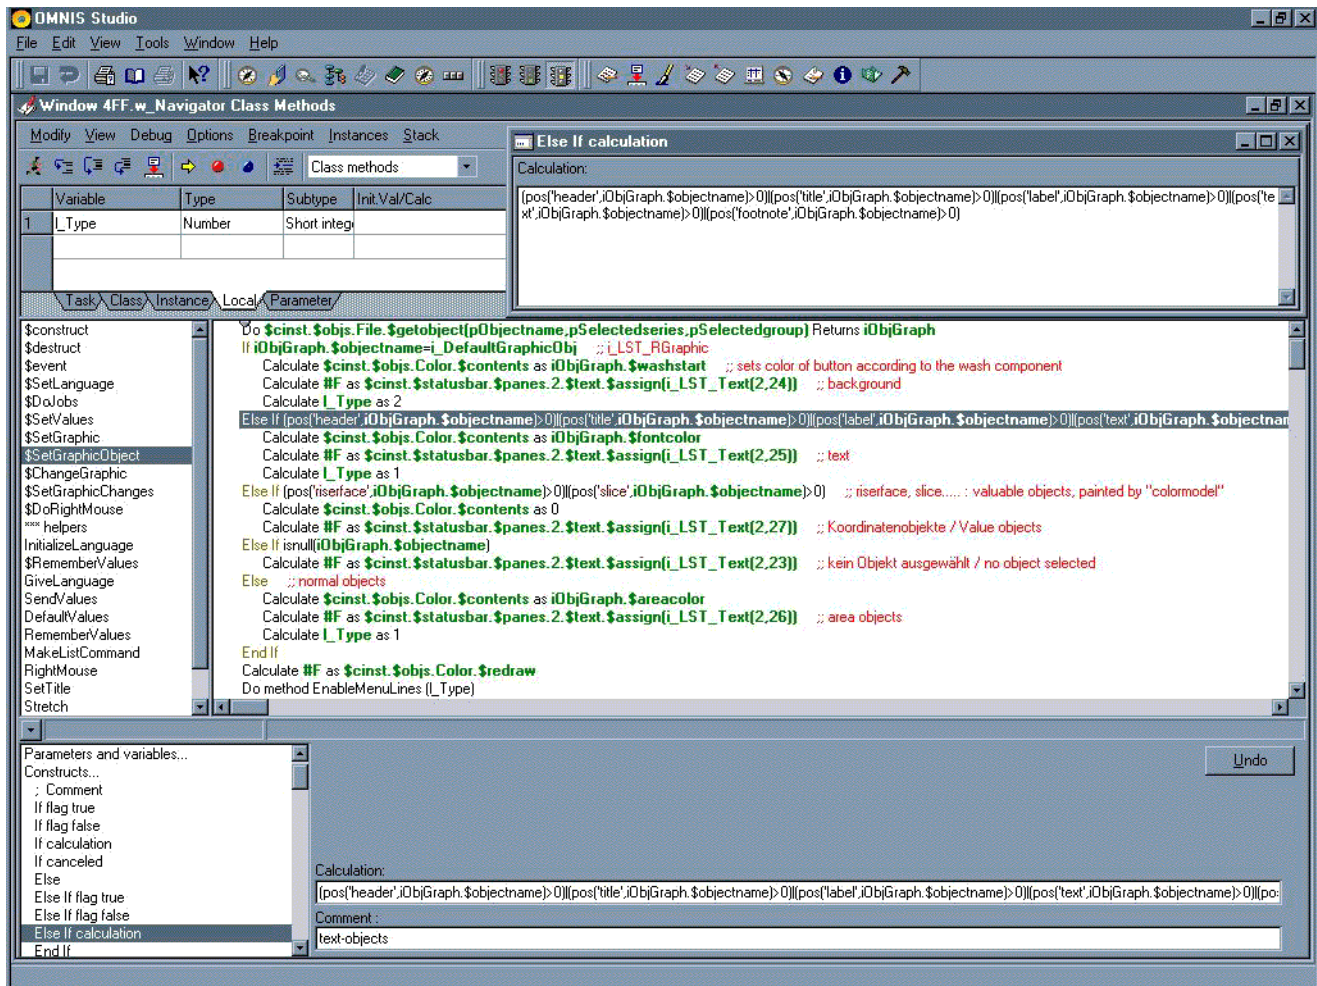 OMNIS Studio
File Edit View Tools Window Help
Window 4FF.w_Navigator Class Methods
Modify View Debug Options Breakpoint Instances Stack
Class methods
Variable Type Subtype Init.Val/Calc
1 l_Type Number Short integ
Task Class Instance Local Parameter
Else If calculation
Calculation:
(pos('header',iObjGraph.$objectname)>0)|(pos('title',iObjGraph.$objectname)>0)|(pos('label',iObjGraph.$objectname)>0)|(pos('te
xt',iObjGraph.$objectname)>0)|(pos('footnote',iObjGraph.$objectname)>0)
$construct
$destruct
$event
$SetLanguage
$DoJobs
$SetValues
$SetGraphic
$SetGraphicObject
$ChangeGraphic
$SetGraphicChanges
$DoRightMouse
*** helpers
InitializeLanguage
$RememberValues
GiveLanguage
SendValues
DefaultValues
RememberValues
MakeListCommand
RightMouse
SetTitle
Stretch
Do $cinst.$objs.File.$getobject(pObjectname,pSelectedseries,pSelectedgroup) Returns iObjGraph
If iObjGraph.$objectname=i_DefaultGraphicObj ;; i_LST_RGraphic
Calculate $cinst.$objs.Color.$contents as iObjGraph.$washstart ;; sets color of button according to the wash component
Calculate #F as $cinst.$statusbar.$panes.2.$text.$assign(i_LST_Text(2,24)) ;; background
Calculate l_Type as 2
Else If (pos('header',iObjGraph.$objectname)>0)|(pos('title',iObjGraph.$objectname)>0)|(pos('label',iObjGraph.$objectname)>0)|(pos('text',iObjGraph.$objectnan
Calculate $cinst.$objs.Color.$contents as iObjGraph.$fontcolor
Calculate #F as $cinst.$statusbar.$panes.2.$text.$assign(i_LST_Text(2,25)) ;; text
Calculate l_Type as 1
Else If (pos('riserface',iObjGraph.$objectname)>0)|(pos('slice',iObjGraph.$objectname)>0) ;; riserface, slice..... : valuable objects, painted by "colormodel"
Calculate $cinst.$objs.Color.$contents as 0
Calculate #F as $cinst.$statusbar.$panes.2.$text.$assign(i_LST_Text(2,27)) ;; Koordinatenobjekte / Value objects
Else If isnull(iObjGraph.$objectname)
Calculate #F as $cinst.$statusbar.$panes.2.$text.$assign(i_LST_Text(2,23)) ;; kein Objekt ausgewählt / no object selected
Else ;; normal objects
Calculate $cinst.$objs.Color.$contents as iObjGraph.$areacolor
Calculate #F as $cinst.$statusbar.$panes.2.$text.$assign(i_LST_Text(2,26)) ;; area objects
Calculate l_Type as 1
End If
Calculate #F as $cinst.$objs.Color.$redraw
Do method EnableMenuLines (l_Type)
Parameters and variables...
Constructs...
; Comment
If flag true
If flag false
If calculation
If canceled
Else
Else If flag true
Else If flag false
Else If calculation
End If
Undo
Calculation:
(pos('header',iObjGraph.$objectname)>0)|(pos('title',iObjGraph.$objectname)>0)|(pos('label',iObjGraph.$objectname)>0)|(pos('text',iObjGraph.$objectname)>0)|(po
Comment :
text-objects